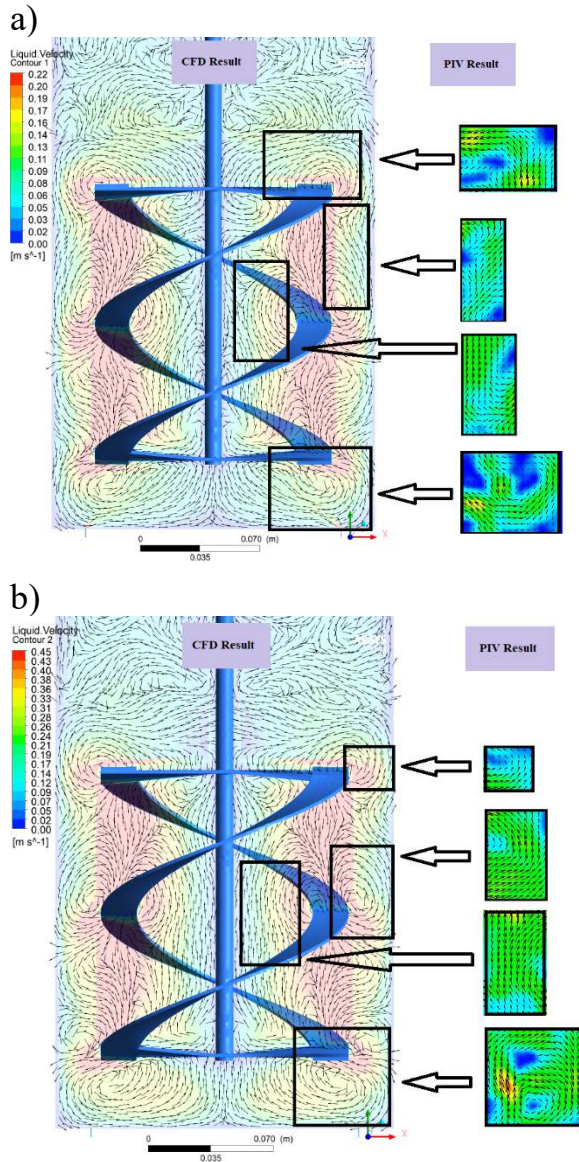 a)
Liquid.Velocity
Contour 1
CFD Result
PIV Result
0.22
0.20
0.19
0.17
0.16
0.14
0.13
0.11
0.09
0.08
0.06
0.05
0.03
0.02
0.00
[m s^-1]
0
0.070 (m)
0.035
X
b)
Liquid.Velocity
Contour 2
CFD Result
PIV Result
0.45
0.43
0.40
0.38
0.36
0.33
0.31
0.28
0.26
0.24
0.21
0.19
0.17
0.14
0.12
0.09
0.07
0.05
0.02
0.00
[m s^-1]
0
0.070 (m)
0.035
X